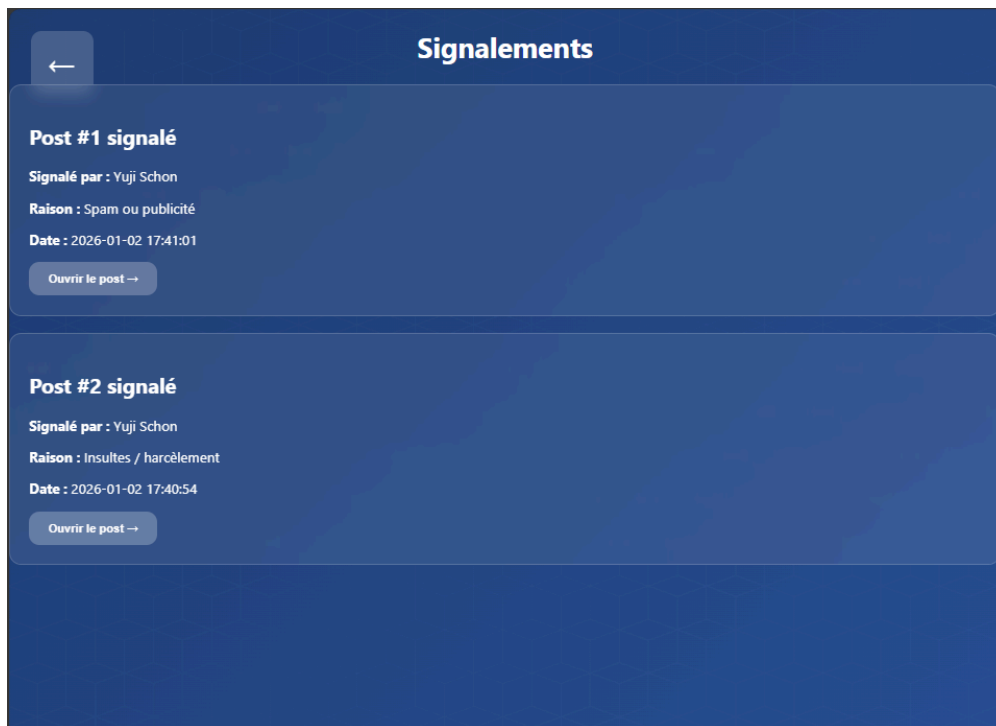 ←
Signalements
Post #1 signalé
Signalé par : Yuji Schon
Raison : Spam ou publicité
Date : 2026-01-02 17:41:01
Ouvrir le post →
Post #2 signalé
Signalé par : Yuji Schon
Raison : Insultes / harcèlement
Date : 2026-01-02 17:40:54
Ouvrir le post →